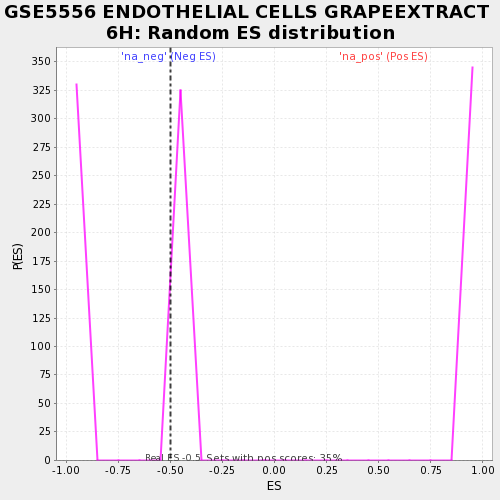 GSE5556 ENDOTHELIAL CELLS GRAPEEXTRACT
6H: Random ES distribution
'na_neg' (Neg ES)
'na_pos' (Pos ES)
350
325
300
275
250
225
200
175
150
125
100
75
50
25
0
P(ES)
Real ES -0.5, Sets with pos scores: 35%
-1.00 -0.75 -0.50 -0.25 0.00 0.25 0.50 0.75 1.00
ES